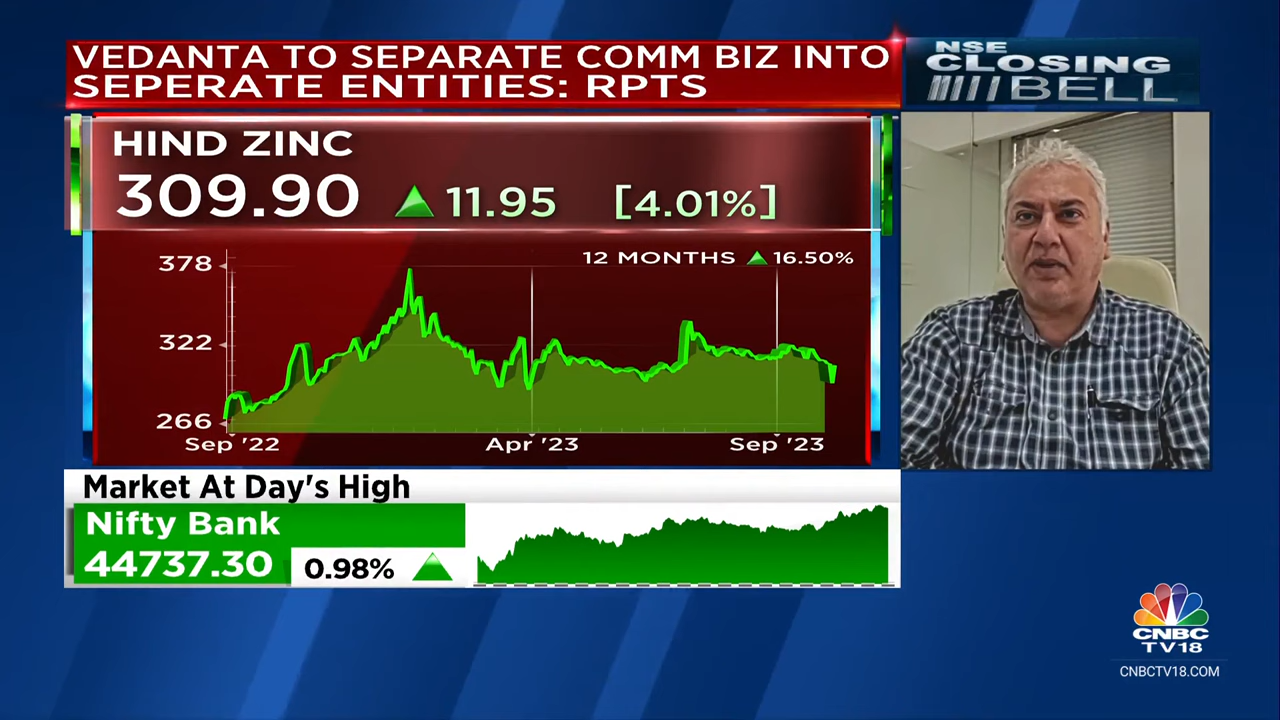 VEDANTA TO SEPARATE COMM BIZ INTO
SEPERATE ENTITIES: RPTS
NSE
CLOSING
BELL
HIND ZINC
309.90 11.95 [4.01%]
12 MONTHS 16.50%
378
322
266
Sep '22 Apr '23 Sep '23
Market At Day's High
Nifty Bank
44737.30 0.98%
CNBC
TV18
CNBCTV18.COM